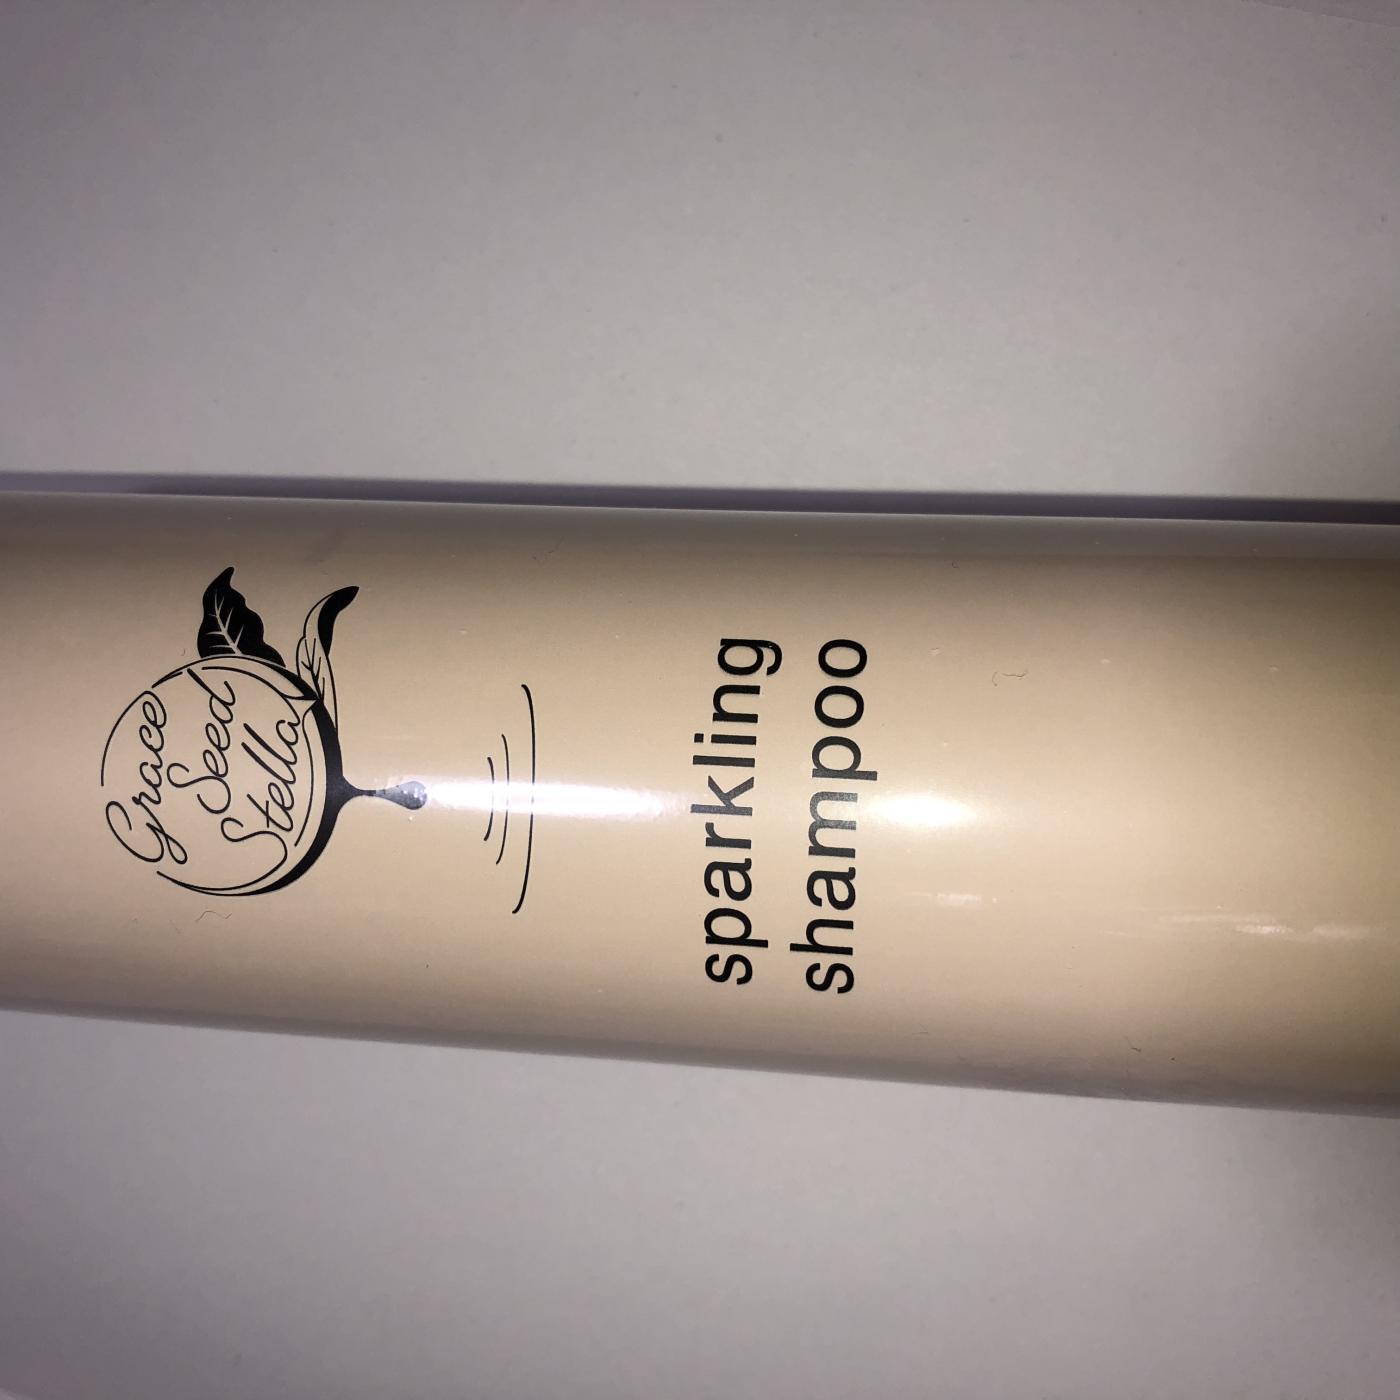 Grace
Seed
Stella
sparkling
shampoo